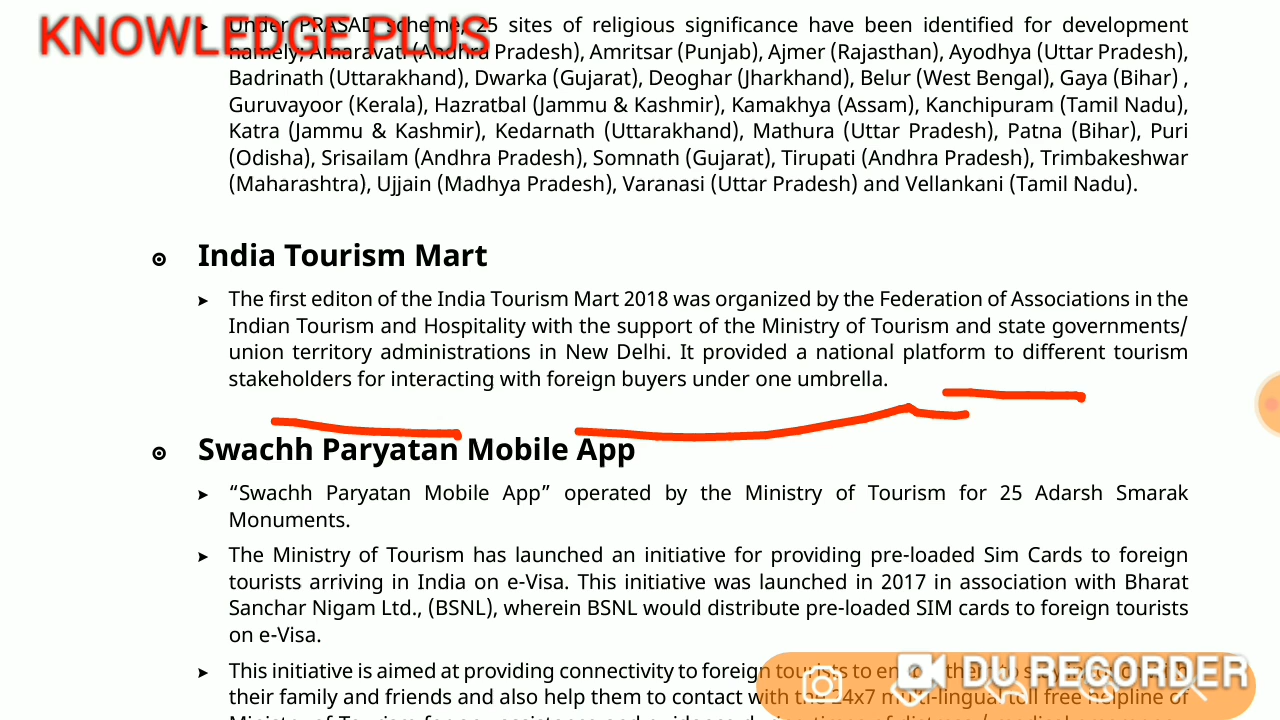 KNOWLEDGE PLUS
➤ Under PRASAD scheme, 25 sites of religious significance have been identified for development
namely; Amaravati (Andhra Pradesh), Amritsar (Punjab), Ajmer (Rajasthan), Ayodhya (Uttar Pradesh),
Badrinath (Uttarakhand), Dwarka (Gujarat), Deoghar (Jharkhand), Belur (West Bengal), Gaya (Bihar) ,
Guruvayoor (Kerala), Hazratbal (Jammu & Kashmir), Kamakhya (Assam), Kanchipuram (Tamil Nadu),
Katra (Jammu & Kashmir), Kedarnath (Uttarakhand), Mathura (Uttar Pradesh), Patna (Bihar), Puri
(Odisha), Srisailam (Andhra Pradesh), Somnath (Gujarat), Tirupati (Andhra Pradesh), Trimbakeshwar
(Maharashtra), Ujjain (Madhya Pradesh), Varanasi (Uttar Pradesh) and Vellankani (Tamil Nadu).
India Tourism Mart
➤ The first editon of the India Tourism Mart 2018 was organized by the Federation of Associations in the
Indian Tourism and Hospitality with the support of the Ministry of Tourism and state governments/
union territory administrations in New Delhi. It provided a national platform to different tourism
stakeholders for interacting with foreign buyers under one umbrella.
Swachh Paryatan Mobile App
➤ “Swachh Paryatan Mobile App” operated by the Ministry of Tourism for 25 Adarsh Smarak
Monuments.
➤ The Ministry of Tourism has launched an initiative for providing pre-loaded Sim Cards to foreign
tourists arriving in India on e-Visa. This initiative was launched in 2017 in association with Bharat
Sanchar Nigam Ltd., (BSNL), wherein BSNL would distribute pre-loaded SIM cards to foreign tourists
on e-Visa.
➤ This initiative is aimed at providing connectivity to foreign tourists to
their family and friends and also help them to contact with the 24x7 multi-lingual toll free helpline of
DU RECORDER